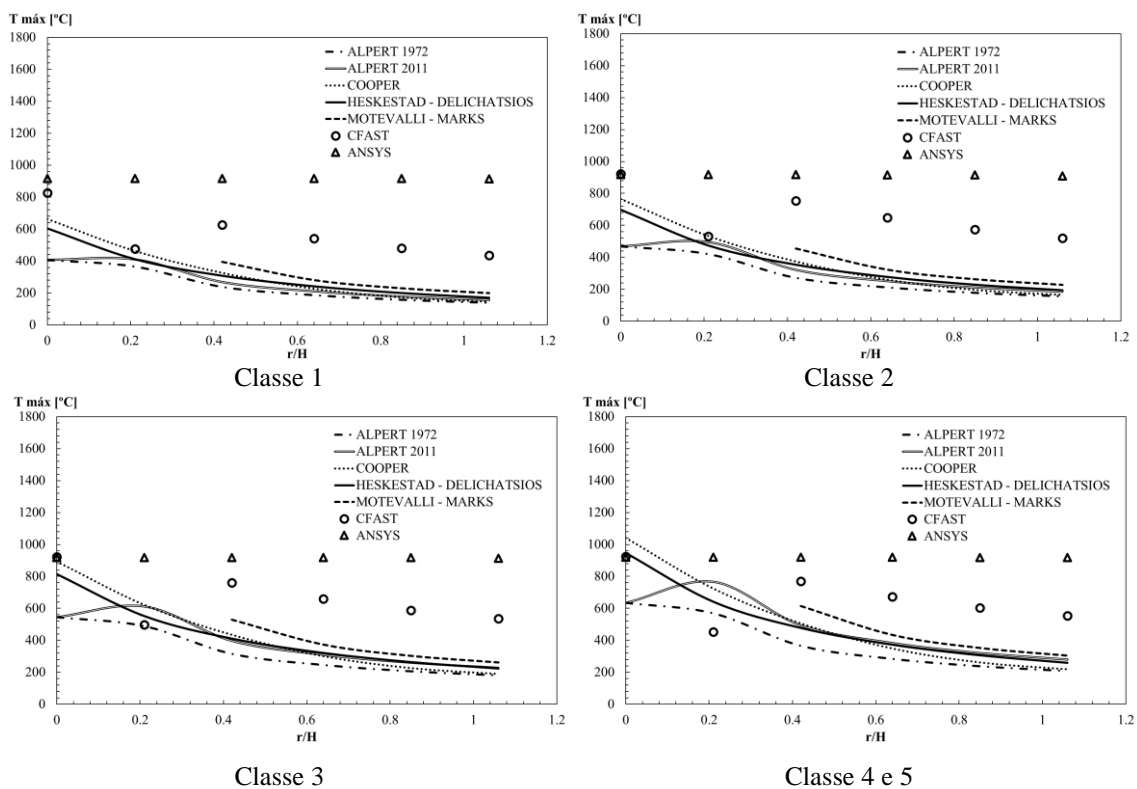 T máx [ºC]
1800
1600
1400
1200
1000
800
600
400
200
0
ALPERT 1972
ALPERT 2011
COOPER
HESKESTAD - DELICHATSIOS
MOTEVALLI - MARKS
CFAST
ANSYS
0
0.2
0.4
0.6
0.8
1
1.2
r/H
Classe 1
T máx [ºC]
1800
1600
1400
1200
1000
800
600
400
200
0
ALPERT 1972
ALPERT 2011
COOPER
HESKESTAD - DELICHATSIOS
MOTEVALLI - MARKS
CFAST
ANSYS
0
0.2
0.4
0.6
0.8
1
1.2
r/H
Classe 2
T máx [ºC]
1800
1600
1400
1200
1000
800
600
400
200
0
ALPERT 1972
ALPERT 2011
COOPER
HESKESTAD - DELICHATSIOS
MOTEVALLI - MARKS
CFAST
ANSYS
0
0.2
0.4
0.6
0.8
1
1.2
r/H
Classe 3
T máx [ºC]
1800
1600
1400
1200
1000
800
600
400
200
0
ALPERT 1972
ALPERT 2011
COOPER
HESKESTAD - DELICHATSIOS
MOTEVALLI - MARKS
CFAST
ANSYS
0
0.2
0.4
0.6
0.8
1
1.2
r/H
Classe 4 e 5